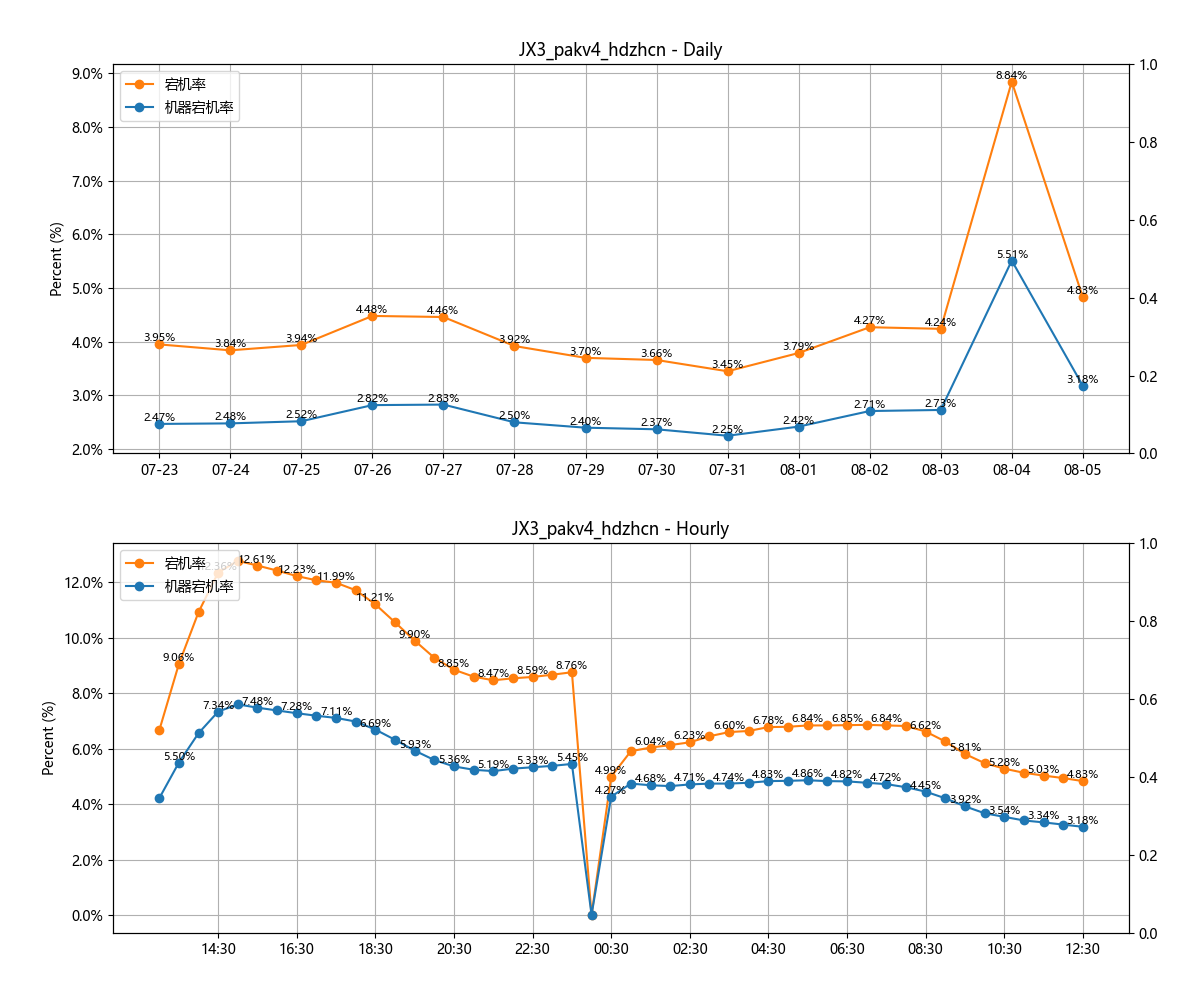 JX3_pakv4_hdzhcn - Daily
宕机率
机器宕机率
Percent (%)
9.0%
8.0%
7.0%
6.0%
5.0%
4.0%
3.0%
2.0%
1.0
0.8
0.6
0.4
0.2
0.0
3.95% 3.84% 3.94% 4.48% 4.46% 3.92% 3.70% 3.66% 3.45% 3.79% 4.27% 4.24% 8.84% 4.83%
2.47% 2.48% 2.52% 2.82% 2.83% 2.50% 2.40% 2.37% 2.25% 2.42% 2.71% 2.73% 5.51% 3.18%
07-23 07-24 07-25 07-26 07-27 07-28 07-29 07-30 07-31 08-01 08-02 08-03 08-04 08-05
JX3_pakv4_hdzhcn - Hourly
宕机率
机器宕机率
Percent (%)
12.0%
10.0%
8.0%
6.0%
4.0%
2.0%
0.0%
1.0
0.8
0.6
0.4
0.2
0.0
9.06% 12.36% 12.61% 12.23% 11.99% 11.21% 9.90% 8.85% 8.47% 8.59% 8.76% 4.99% 6.04% 6.23% 6.60% 6.78% 6.84% 6.85% 6.84% 6.62% 5.81% 5.28% 5.03% 4.83%
5.50% 7.34% 7.48% 7.28% 7.11% 6.69% 5.93% 5.36% 5.19% 5.33% 5.45% 4.27% 4.68% 4.71% 4.74% 4.83% 4.86% 4.82% 4.72% 4.45% 3.92% 3.54% 3.34% 3.18%
14:30 16:30 18:30 20:30 22:30 00:30 02:30 04:30 06:30 08:30 10:30 12:30